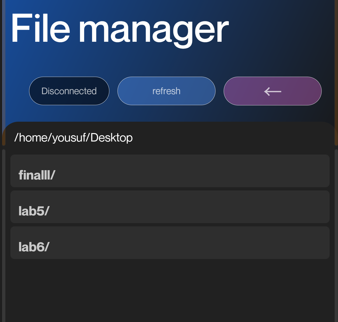 File manager
Disconnected refresh ←
/home/yousuf/Desktop
finalll/
lab5/
lab6/